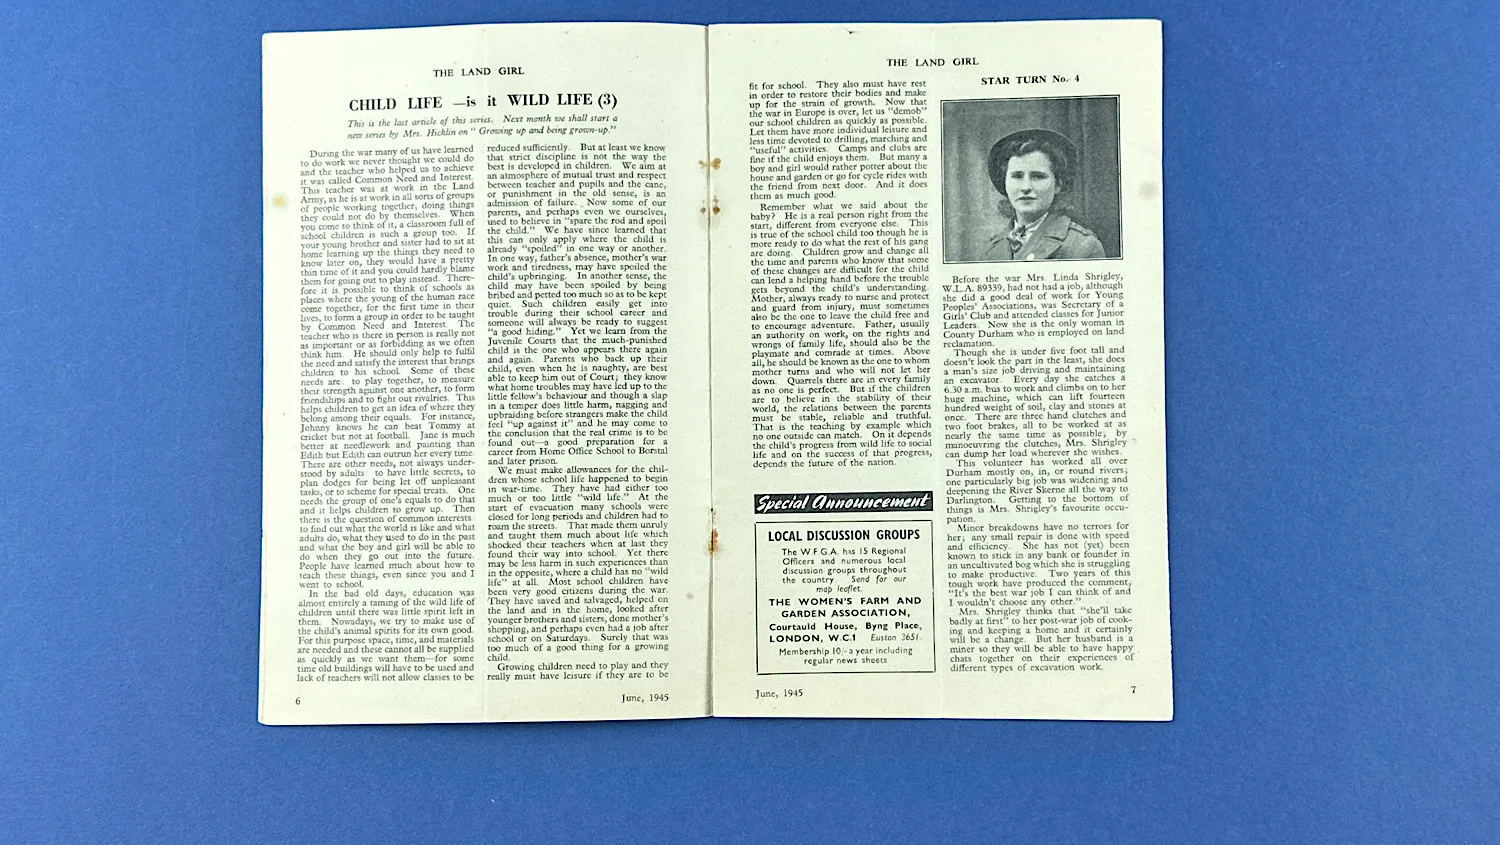 THE LAND GIRL
CHILD LIFE —is it WILD LIFE (3)
This is the last article of this series. Next month we shall start a
new series by Mrs. Hicklin on "Growing up and being grown-up."
During the war many of us have learned
to do work we never thought we could do
and the teacher who helped us to achieve
it was called Common Need and Interest.
This teacher was at work in the Land
Army, as he is at work in all sorts of groups
of people working together, doing things
they could not do by themselves. When
you come to think of it, a classroom full of
school children is such a group too. If
your young brother and sister had to sit at
home learning up the things they need to
know later on, they would have a pretty
thin time of it and you could hardly blame
them for going out to play instead. There-
fore it is possible to think of schools as
places where the young of the human race
come together, for the first time in their
lives, to form a group in order to be taught
by Common Need and Interest. The
teacher who is there in person is really not
as important or as forbidding as we often
think him. He should only help to fulfil
the need and satisfy the interest that brings
children to his school. Some of these
needs are to play together, to measure
their strength against one another, to form
friendships and to fight out rivalries. This
helps children to get an idea of where they
belong among their equals. For instance,
Johnny knows he can beat Tommy at
cricket but not at football. Jane is much
better at needlework and painting than
Edith but Edith can outrun her every time.
There are other needs, not always under-
stood by adults to have little secrets, to
plan dodges for being let off unpleasant
tasks, or to scheme for special treats. One
needs the group of one's equals to do that
and it helps children to grow up. Then
there is the question of common interests
to find out what the world is like and what
adults do, what they used to do in the past
and what the boy and girl will be able to
do when they go out into the future.
People have learned much about how to
teach these things, even since you and I
went to school.
In the bad old days, education was
almost entirely a taming of the wild life of
children until there was little spirit left in
them. Nowadays, we try to make use of
the child's animal spirits for its own good.
For this purpose space, time, and materials
are needed and these cannot all be supplied
as quickly as we want them—for some
time old buildings will have to be used and
lack of teachers will not allow classes to be
reduced sufficiently. But at least we know
that strict discipline is not the way the
best is developed in children. We aim at
an atmosphere of mutual trust and respect
between teacher and pupils and the cane,
or punishment in the old sense, is an
admission of failure. Now some of our
parents, and perhaps even we ourselves,
used to believe in "spare the rod and spoil
the child." We have since learned that
this can only apply where the child is
already "spoiled" in one way or another.
In one way, father's absence, mother's war
work and tiredness, may have spoiled the
child's upbringing. In another sense, the
child may have been spoiled by being
bribed and petted too much so as to be kept
quiet. Such children easily get into
trouble during their school career and
someone will always be ready to suggest
"a good hiding." Yet we learn from the
Juvenile Courts that the much-punished
child is the one who appears there again
and again. Parents who back up their
child, even when he is naughty, are best
able to keep him out of Court; they know
what home troubles may have led up to the
little fellow's behaviour and though a slap
in a temper does little harm, nagging and
upbraiding before strangers make the child
feel "up against it" and he may come to
the conclusion that the real crime is to be
found out—a good preparation for a
career from Home Office School to Borstal
and later prison.
We must make allowances for the chil-
dren whose school life happened to begin
in war-time. They have had either too
much or too little "wild life." At the
start of evacuation many schools were
closed for long periods and children had to
roam the streets. That made them unruly
and taught them much about life which
shocked their teachers when at last they
found their way into school. Yet there
may be less harm in such experiences than
in the opposite, where a child has no "wild
life" at all. Most school children have
been very good citizens during the war.
They have saved and salvaged, helped on
the land and in the home, looked after
younger brothers and sisters, done mother's
shopping, and perhaps even had a job after
school or on Saturdays. Surely that was
too much of a good thing for a growing
child.
Growing children need to play and they
really must have leisure if they are to be
6
June, 1945
THE LAND GIRL
fit for school. They also must have rest
in order to restore their bodies and make
up for the strain of growth. Now that
the war in Europe is over, let us "demob"
our school children as quickly as possible.
Let them have more individual leisure and
less time devoted to drilling, marching and
"useful" activities. Camps and clubs are
fine if the child enjoys them. But many a
boy and girl would rather potter about the
house and garden or go for cycle rides with
the friend from next door. And it does
them as much good.
Remember what we said about the
baby? He is a real person right from the
start, different from everyone else. This
is true of the school child too though he is
more ready to do what the rest of his gang
are doing. Children grow and change all
the time and parents who know that some
of these changes are difficult for the child
can lend a helping hand before the trouble
gets beyond the child's understanding.
Mother, always ready to nurse and protect
and guard from injury, must sometimes
also be the one to leave the child free and
to encourage adventure. Father, usually
an authority on work, on the rights and
wrongs of family life, should also be the
playmate and comrade at times. Above
all, he should be known as the one to whom
mother turns and who will not let her
down. Quarrels there are in every family
as no one is perfect. But if the children
are to believe in the stability of their
world, the relations between the parents
must be stable, reliable and truthful.
That is the teaching by example which
no one outside can match. On it depends
the child's progress from wild life to social
life and on the success of that progress,
depends the future of the nation.
Special Announcement
LOCAL DISCUSSION GROUPS
The W F G A. has 15 Regional
Officers and numerous local
discussion groups throughout
the country. Send for our
map leaflet.
THE WOMEN'S FARM AND
GARDEN ASSOCIATION,
Courtauld House, Byng Place,
LONDON, W.C.1 Euston 3651.
Membership 10/- a year including
regular news sheets
June, 1945
STAR TURN No. 4
Before the war Mrs. Linda Shrigley,
W.L.A. 89339, had not had a job, although
she did a good deal of work for Young
Peoples' Associations, was Secretary of a
Girls' Club and attended classes for Junior
Leaders. Now she is the only woman in
County Durham who is employed on land
reclamation.
Though she is under five foot tall and
doesn't look the part in the least, she does
a man's size job driving and maintaining
an excavator. Every day she catches a
6.30 a.m. bus to work and climbs on to her
huge machine, which can lift fourteen
hundred weight of soil, clay and stones at
once. There are three hand clutches and
two foot brakes, all to be worked at as
nearly the same time as possible; by
manoeuvring the clutches, Mrs. Shrigley
can dump her load wherever she wishes.
This volunteer has worked all over
Durham mostly on, in, or round rivers;
one particularly big job was widening and
deepening the River Skerne all the way to
Darlington. Getting to the bottom of
things is Mrs. Shrigley's favourite occu-
pation.
Minor breakdowns have no terrors for
her; any small repair is done with speed
and efficiency. She has not (yet) been
known to stick in any bank or founder in
an uncultivated bog which she is struggling
to make productive. Two years of this
tough work have produced the comment,
"It's the best war job I can think of and
I wouldn't choose any other."
Mrs. Shrigley thinks that "she'll take
badly at first" to her post-war job of cook-
ing and keeping a home and it certainly
will be a change. But her husband is a
miner so they will be able to have happy
chats together on their experiences of
different types of excavation work.
7